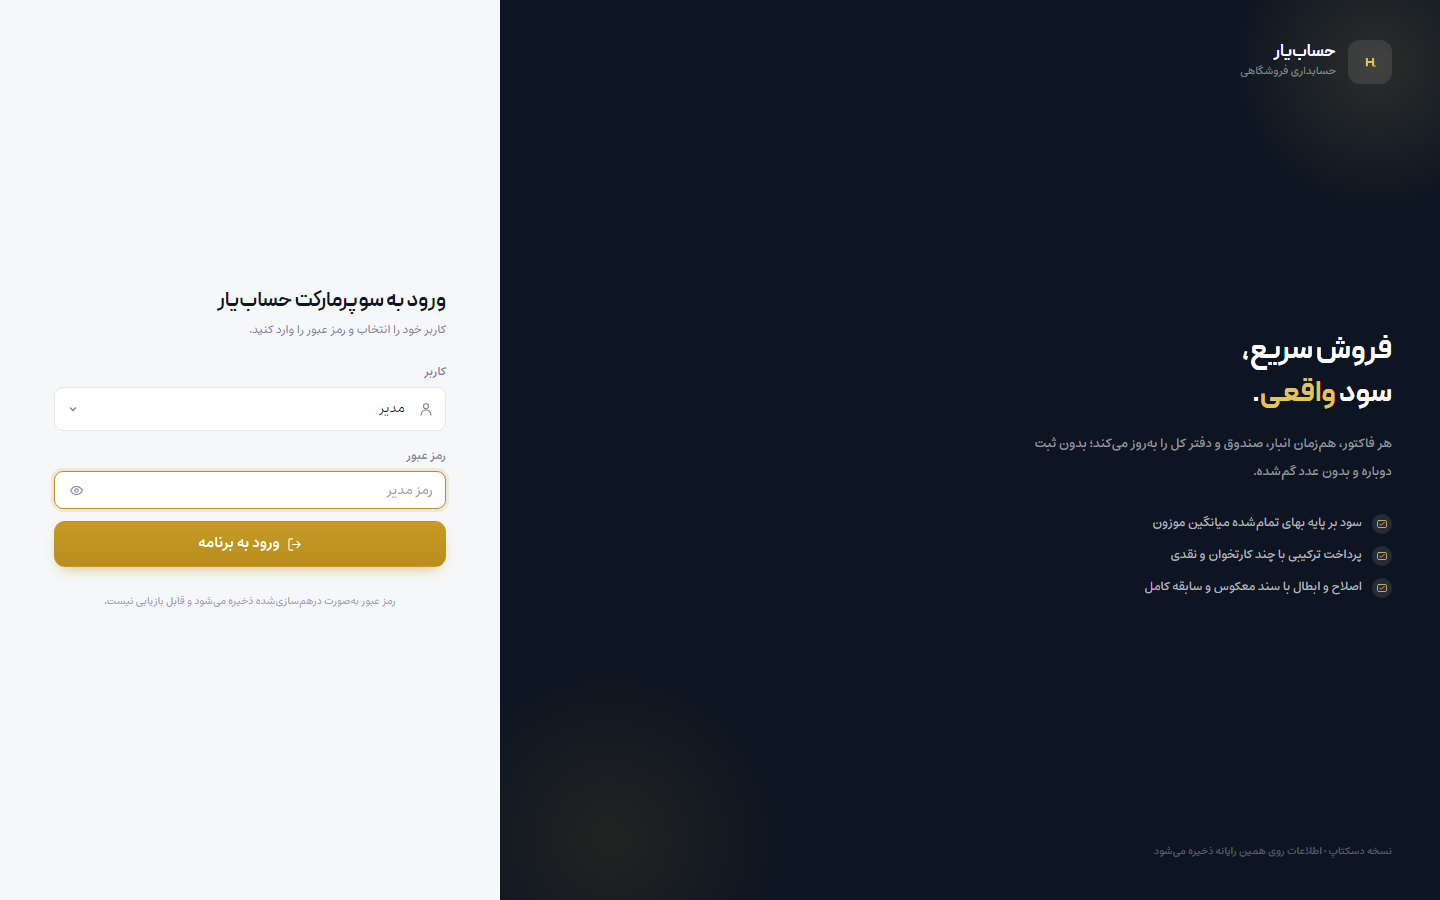 حساب‌یار
حسابداری فروشگاهی
H.
فروش سریع،
سود واقعی.
هر فاکتور، هم‌زمان انبار، صندوق و دفتر کل را به‌روز می‌کند؛ بدون ثبت
دوباره و بدون عدد گم‌شده.
سود بر پایه بهای تمام‌شده میانگین موزون
پرداخت ترکیبی با چند کارتخوان و نقدی
اصلاح و ابطال با سند معکوس و سابقه کامل
نسخه دسکتاپ · اطلاعات روی همین رایانه ذخیره می‌شود
ورود به سوپرمارکت حساب‌یار
کاربر خود را انتخاب و رمز عبور را وارد کنید.
کاربر
مدیر
رمز عبور
رمز مدیر
ورود به برنامه
رمز عبور به‌صورت درهم‌سازی‌شده ذخیره می‌شود و قابل بازیابی نیست.